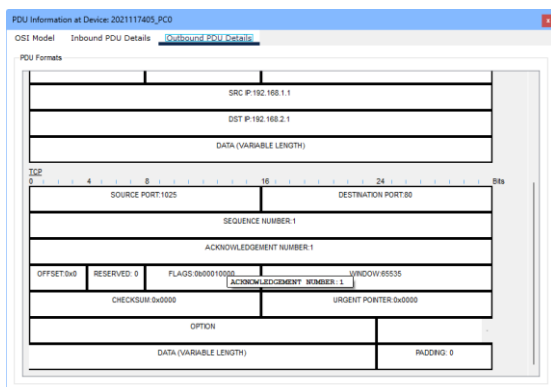 PDU Information at Device: 2021117405_PC0
x
OSI Model Inbound PDU Details Outbound PDU Details
PDU Formats
SRC IP:192.168.1.1
DST IP:192.168.2.1
DATA (VARIABLE LENGTH)
TCP
0 4 8 16 24 Bits
SOURCE PORT:1025 DESTINATION PORT:80
SEQUENCE NUMBER:1
ACKNOWLEDGEMENT NUMBER:1
OFFSET:0x0 RESERVED: 0 FLAGS:0b00010000 WINDOW:65535
ACKNOWLEDGEMENT NUMBER:1
CHECKSUM:0x0000 URGENT POINTER:0x0000
OPTION
DATA (VARIABLE LENGTH) PADDING: 0